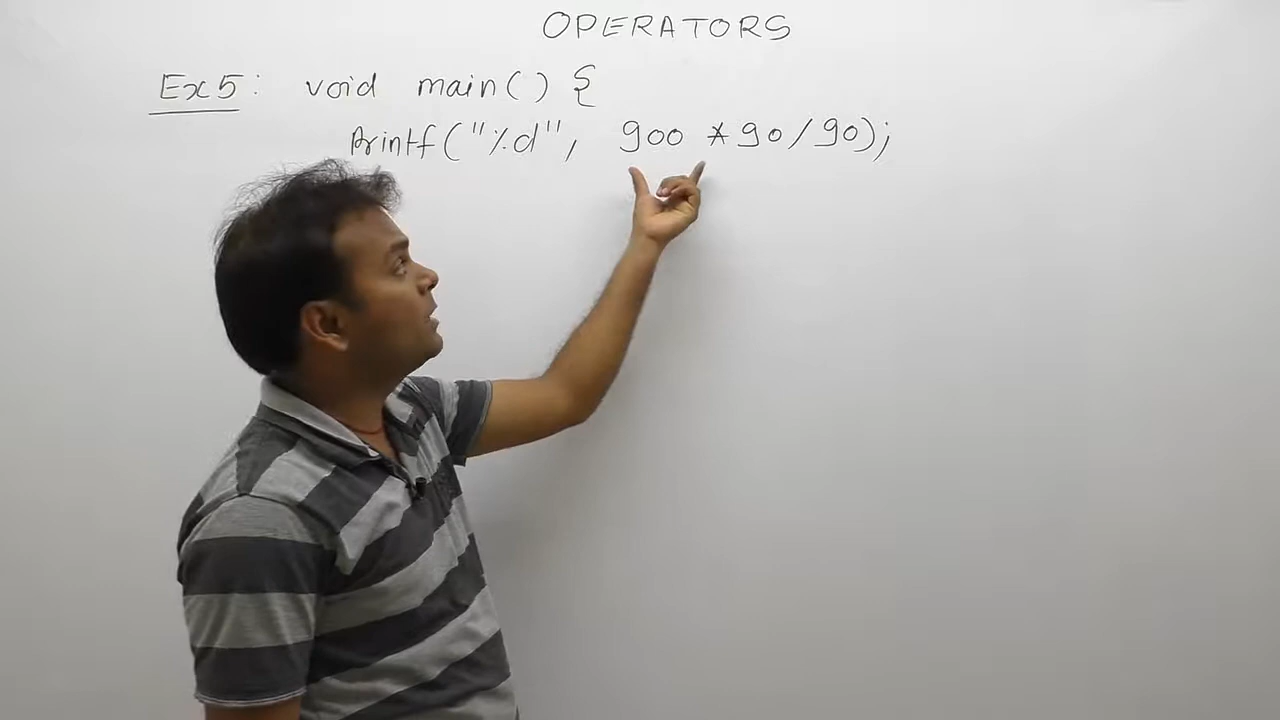 OPERATORS
Ex5: void main() {
printf("%d", 900 *90/90);